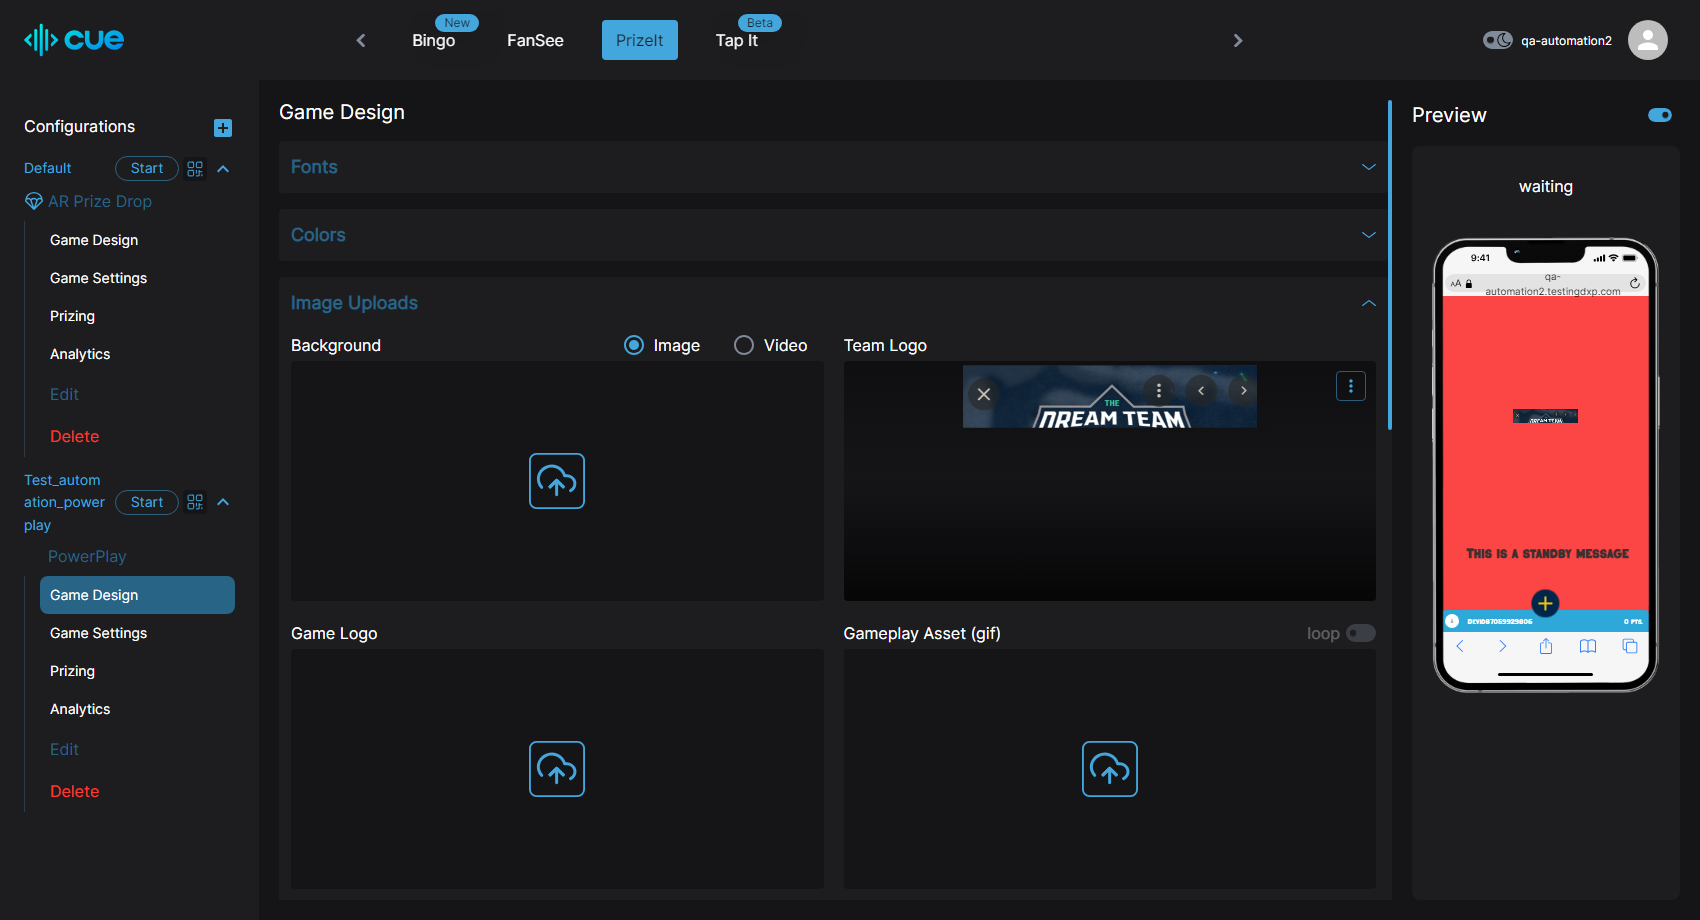 cue
New
Bingo
FanSee
PrizeIt
Beta
Tap It
qa-automation2
Configurations
Default
Start
AR Prize Drop
Game Design
Game Settings
Prizing
Analytics
Edit
Delete
Test_autom
ation_power
play
Start
PowerPlay
Game Design
Game Settings
Prizing
Analytics
Edit
Delete
Game Design
Fonts
Colors
Image Uploads
Background
Image
Video
Team Logo
THE
DREAM TEAM
Game Logo
Gameplay Asset (gif)
loop
Preview
waiting
9:41
AA
qa-
automation2.testingdxp.com
THIS IS A STANDBY MESSAGE
0 PTS.